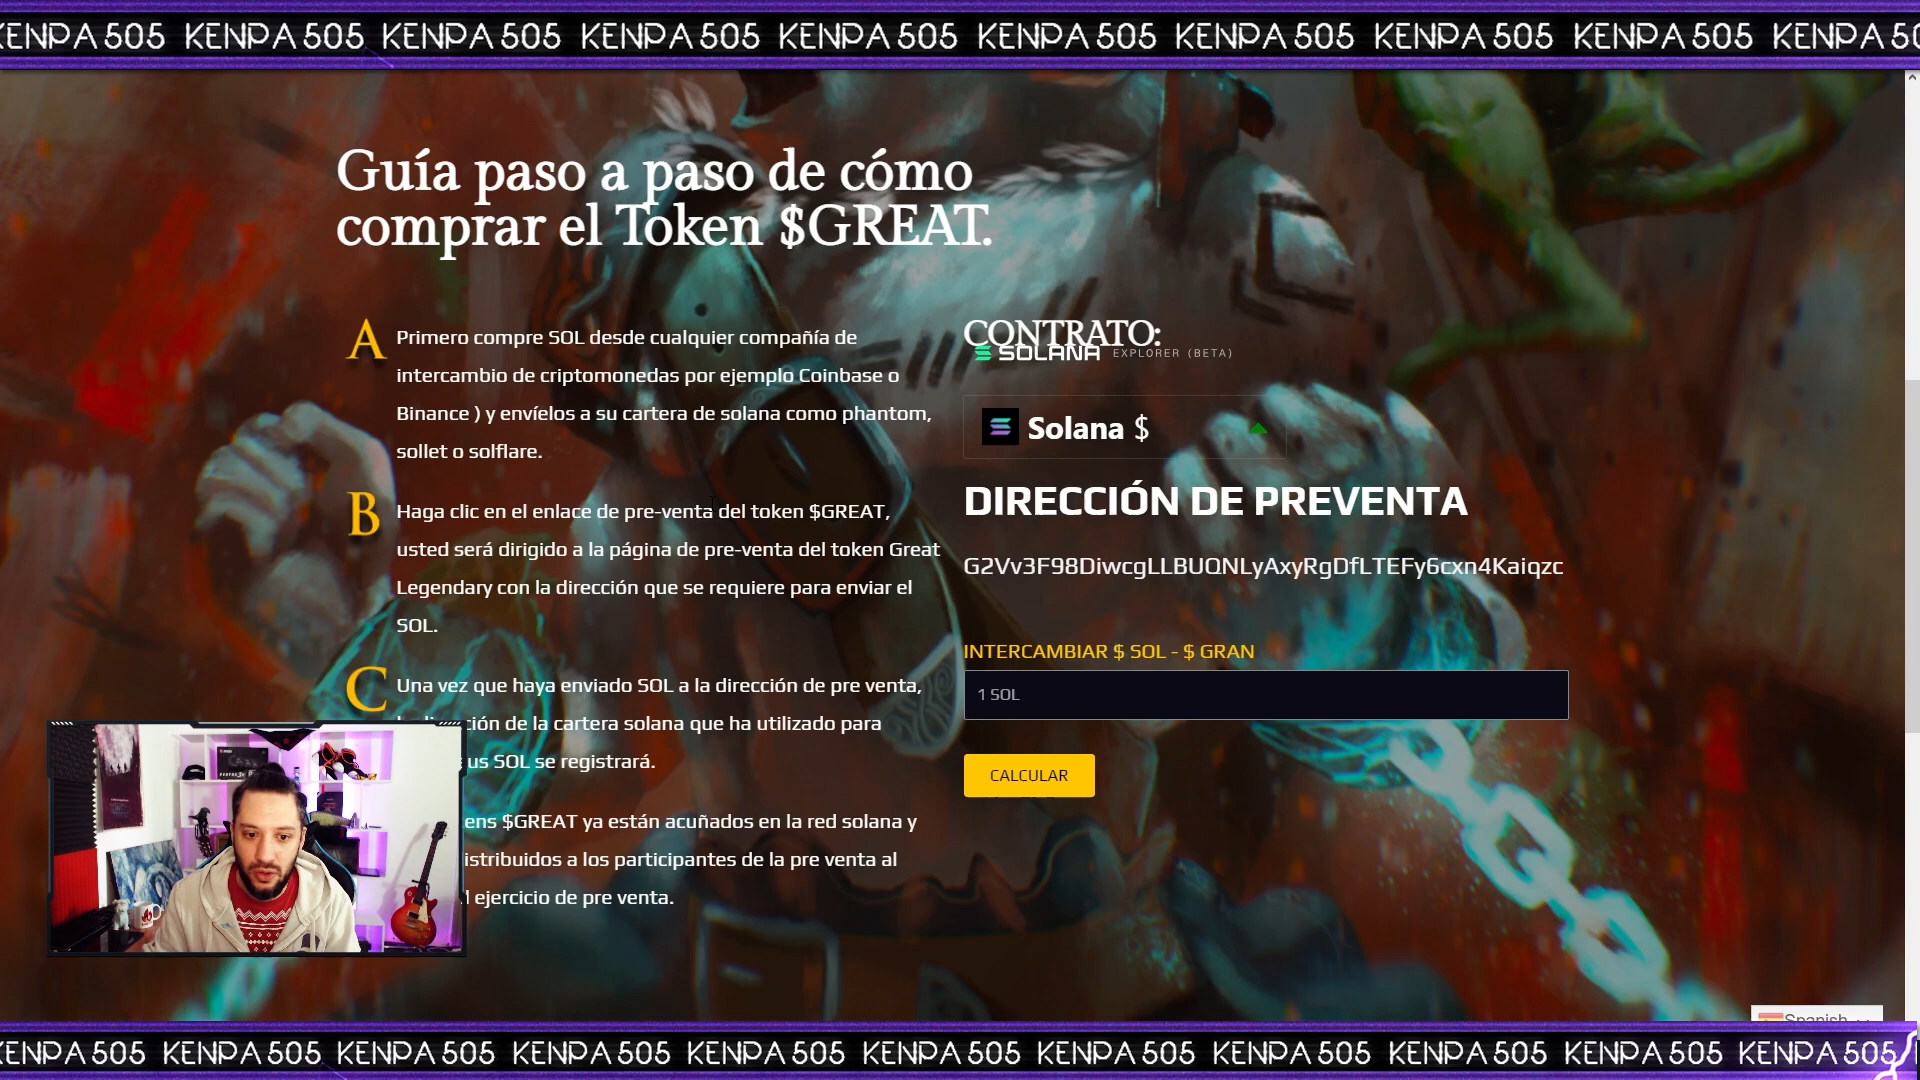 KENPA 505 KENPA 505 KENPA 505 KENPA 505 KENPA 505 KENPA 505 KENPA 505 KENPA 505 KENPA 505
Guía paso a paso de cómo
comprar el Token $GREAT.
A
Primero compre SOL desde cualquier compañía de
intercambio de criptomonedas por ejemplo Coinbase o
Binance ) y envíelos a su cartera de solana como phantom,
sollet o solflare.
B
Haga clic en el enlace de pre-venta del token $GREAT,
usted será dirigido a la página de pre-venta del token Great
Legendary con la dirección que se requiere para enviar el
SOL.
C
Una vez que haya enviado SOL a la dirección de pre venta,
de la cartera solana que ha utilizado para
SOL se registrará.
$GREAT ya están acuñados en la red solana y
a los participantes de la pre venta al
ejercicio de pre venta.
CONTRATO:
SOLANA EXPLORER (BETA)
Solana $
DIRECCIÓN DE PREVENTA
G2Vv3F98DiwcgLLBUQNLyAxyRgDfLTEFy6cxn4Kaiqzc
INTERCAMBIAR $ SOL - $ GRAN
1 SOL
CALCULAR
Spanish
KENPA 505 KENPA 505 KENPA 505 KENPA 505 KENPA 505 KENPA 505 KENPA 505 KENPA 505 KENPA 505 KENPA 505 KENPA 505